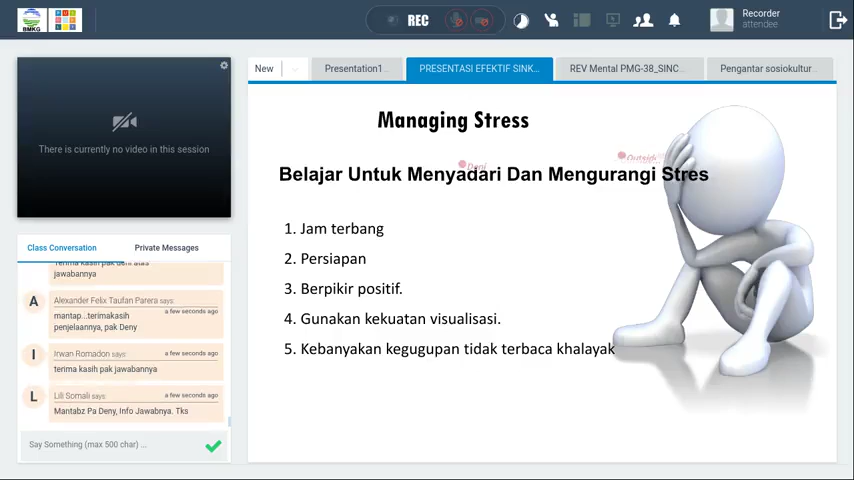 BMKG
REC
Recorder
attendee
There is currently no video in this session
New
Presentation1...
PRESENTASI EFEKTIF SINK...
REV Mental PMG-38_SINC...
Pengantar sosiokultur...
Managing Stress
Belajar Untuk Menyadari Dan Mengurangi Stres
1. Jam terbang
2. Persiapan
3. Berpikir positif.
4. Gunakan kekuatan visualisasi.
5. Kebanyakan kegugupan tidak terbaca khalayak
Class Conversation
Private Messages
jawabannya
A
Alexander Felix Taufan Parera says:
a few seconds ago
mantap...terimakasih
penjelaannya, pak Deny
I
Irwan Romadon says:
a few seconds ago
terima kasih pak jawabannya
L
Lili Somali says:
a few seconds ago
Mantabz Pa Deny, Info Jawabnya. Tks
Say Something (max 500 char) ...